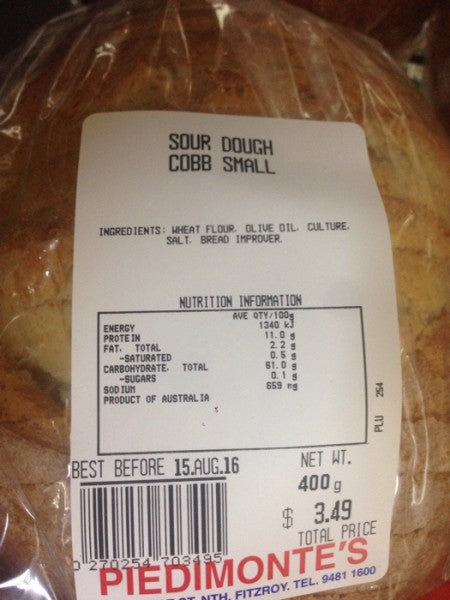 SOUR DOUGH
COBB SMALL
INGREDIENTS: WHEAT FLOUR. OLIVE OIL. CULTURE.
SALT. BREAD IMPROVER.
NUTRITION INFORMATION
AVE QTY/100g
ENERGY 1340 kJ
PROTEIN 11.0 g
FAT. TOTAL 2.2 g
-SATURATED 0.5 g
CARBOHYDRATE. TOTAL 61.0 g
-SUGARS 0.1 g
SODIUM 659 mg
PRODUCT OF AUSTRALIA
PLU 254
BEST BEFORE 15.AUG.16
NET WT.
400 g
$ 3.49
TOTAL PRICE
0 270254 703495
PIEDIMONTE'S
NTH. FITZROY. TEL. 9481 1600